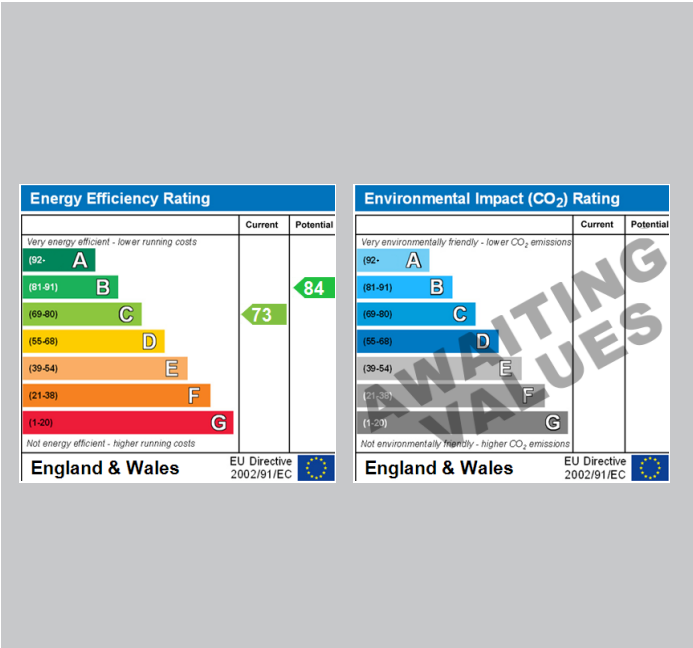 Energy Efficiency Rating
Current Potential
Very energy efficient - lower running costs
(92- A
(81-91) B
84
(69-80) C
73
(55-68) D
(39-54) E
(21-38) F
(1-20) G
Not energy efficient - higher running costs
England & Wales
EU Directive
2002/91/EC
Environmental Impact (CO2) Rating
Current Potential
Very environmentally friendly - lower CO2 emissions
(92- A
(81-91) B
(69-80) C
(55-68) D
(39-54) E
(21-38) F
(1-20) G
AWAITING
VALUES
Not environmentally friendly - higher CO2 emissions
England & Wales
EU Directive
2002/91/EC